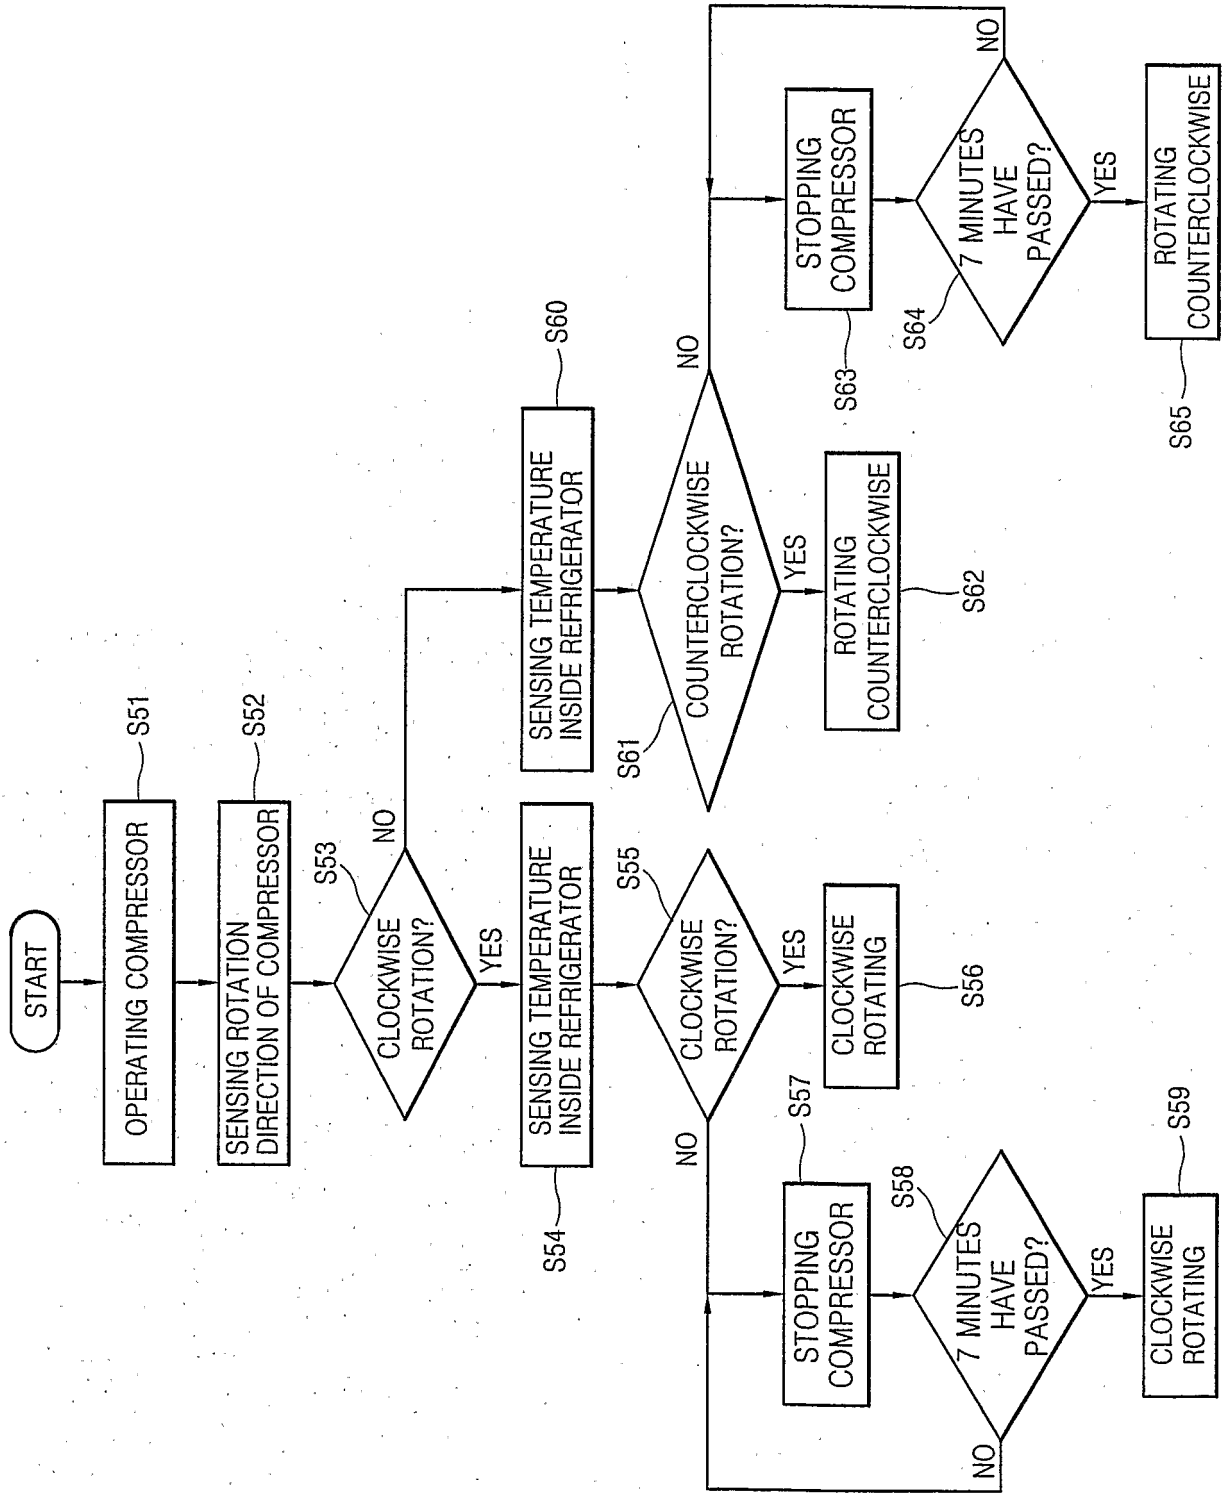 START
OPERATING COMPRESSOR
S51
SENSING ROTATION
DIRECTION OF COMPRESSOR
S52
CLOCKWISE
ROTATION?
S53
NO
YES
SENSING TEMPERATURE
INSIDE REFRIGERATOR
S54
SENSING TEMPERATURE
INSIDE REFRIGERATOR
S60
CLOCKWISE
ROTATION?
S55
NO
YES
CLOCKWISE
ROTATING
S56
STOPPING
COMPRESSOR
S57
7 MINUTES
HAVE
PASSED?
S58
NO
YES
CLOCKWISE
ROTATING
S59
COUNTERCLOCKWISE
ROTATION?
S61
NO
YES
ROTATING
COUNTERCLOCKWISE
S62
STOPPING
COMPRESSOR
S63
7 MINUTES
HAVE
PASSED?
S64
NO
YES
ROTATING
COUNTERCLOCKWISE
S65